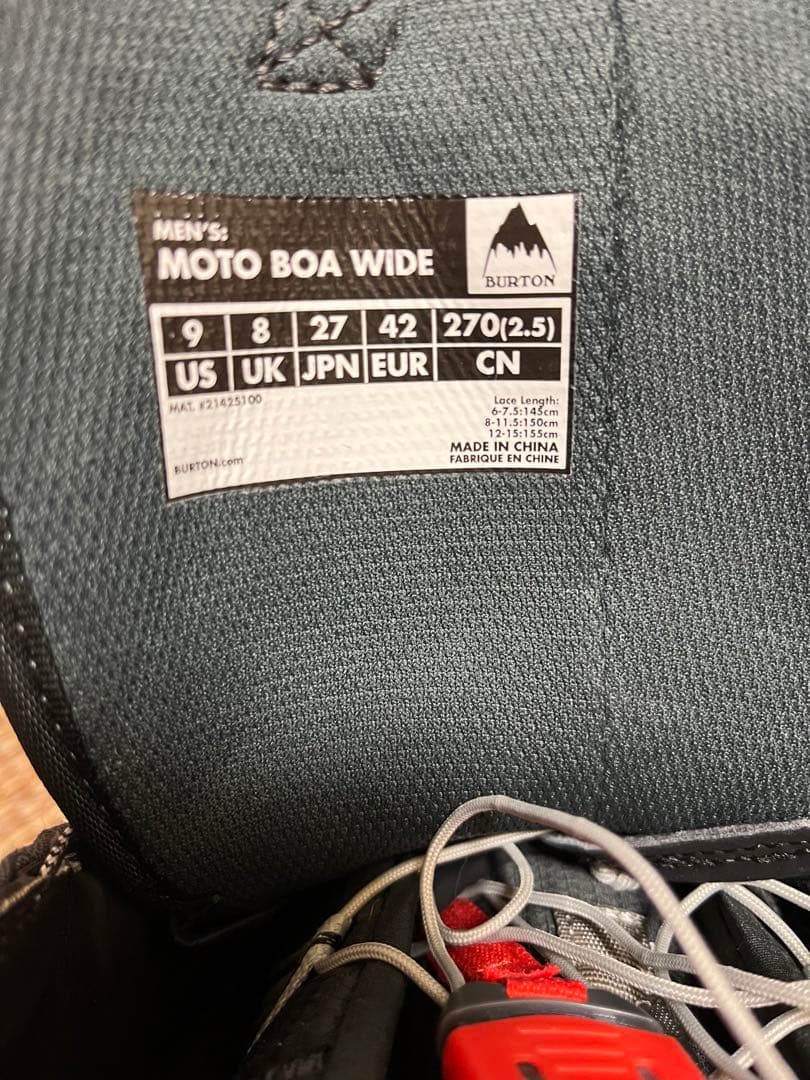 MEN'S:
MOTO BOA WIDE
BURTON
9 8 27 42 270(2.5)
US UK JPN EUR CN
MAT. #21425100
Lace Length:
6-7.5:145cm
8-11.5:150cm
12-15:155cm
MADE IN CHINA
FABRIQUE EN CHINE
BURTON.com